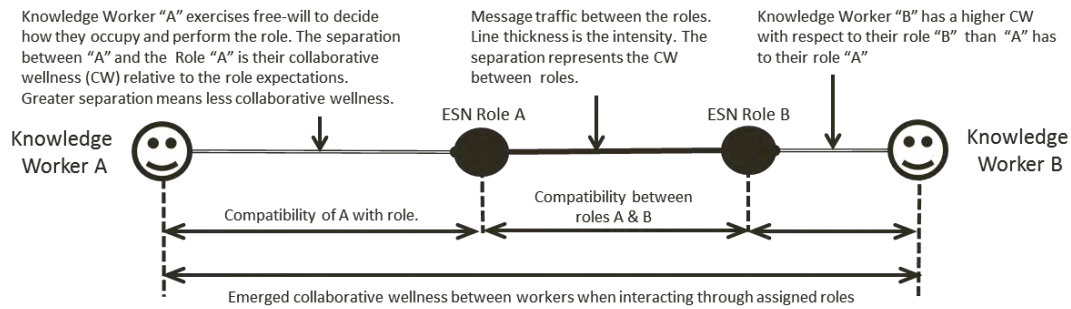 Knowledge Worker “A” exercises free-will to decide
how they occupy and perform the role. The separation
between “A” and the Role “A” is their collaborative
wellness (CW) relative to the role expectations.
Greater separation means less collaborative wellness.
Message traffic between the roles.
Line thickness is the intensity. The
separation represents the CW
between roles.
Knowledge Worker “B” has a higher CW
with respect to their role “B” than “A” has
to their role “A”
Knowledge
Worker A
ESN Role A
ESN Role B
Knowledge
Worker B
Compatibility of A with role.
Compatibility between
roles A & B
Emerged collaborative wellness between workers when interacting through assigned roles